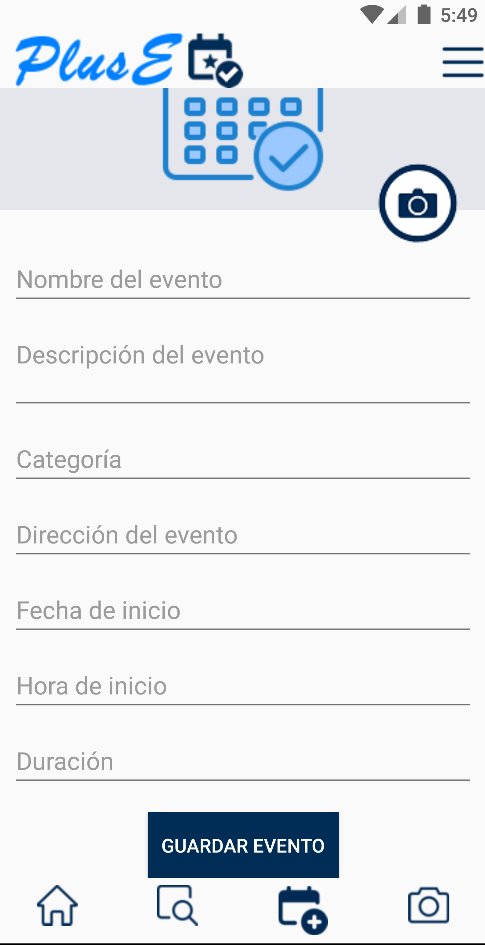 5:49
PlusE
Nombre del evento
Descripción del evento
Categoría
Dirección del evento
Fecha de inicio
Hora de inicio
Duración
GUARDAR EVENTO